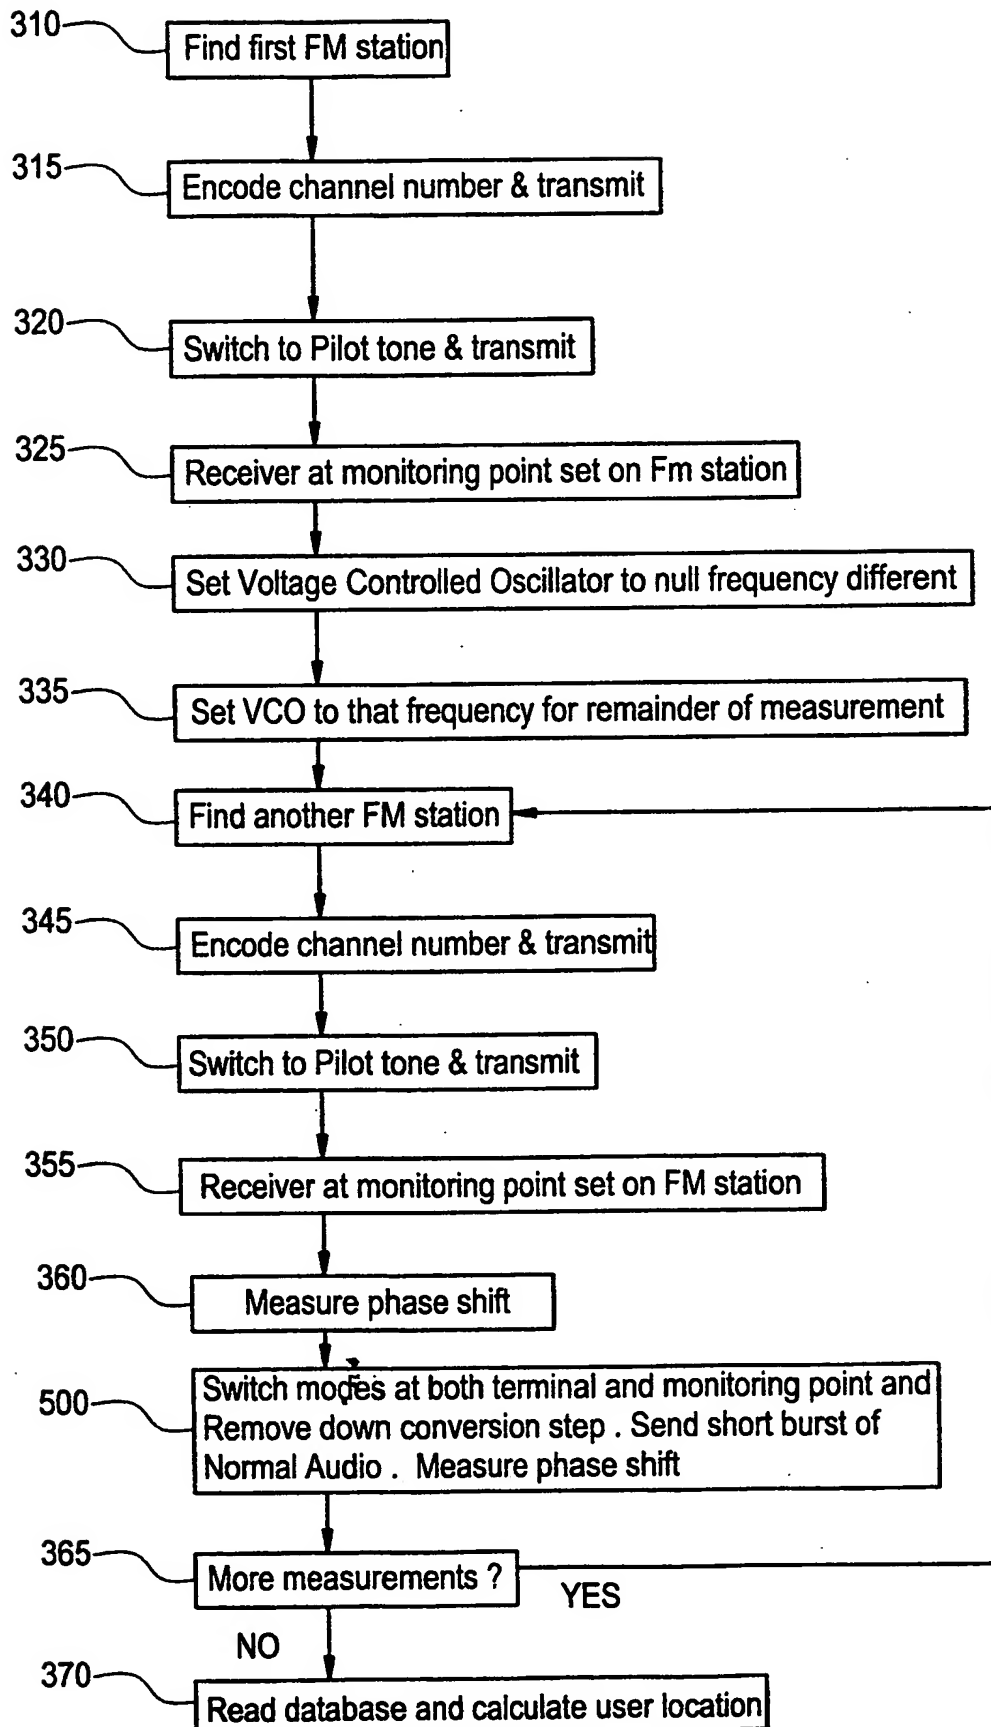 310
Find first FM station
315
Encode channel number & transmit
320
Switch to Pilot tone & transmit
325
Receiver at monitoring point set on Fm station
330
Set Voltage Controlled Oscillator to null frequency different
335
Set VCO to that frequency for remainder of measurement
340
Find another FM station
345
Encode channel number & transmit
350
Switch to Pilot tone & transmit
355
Receiver at monitoring point set on FM station
360
Measure phase shift
500
Switch modes at both terminal and monitoring point and
Remove down conversion step . Send short burst of
Normal Audio . Measure phase shift
365
More measurements ?
YES
NO
370
Read database and calculate user location